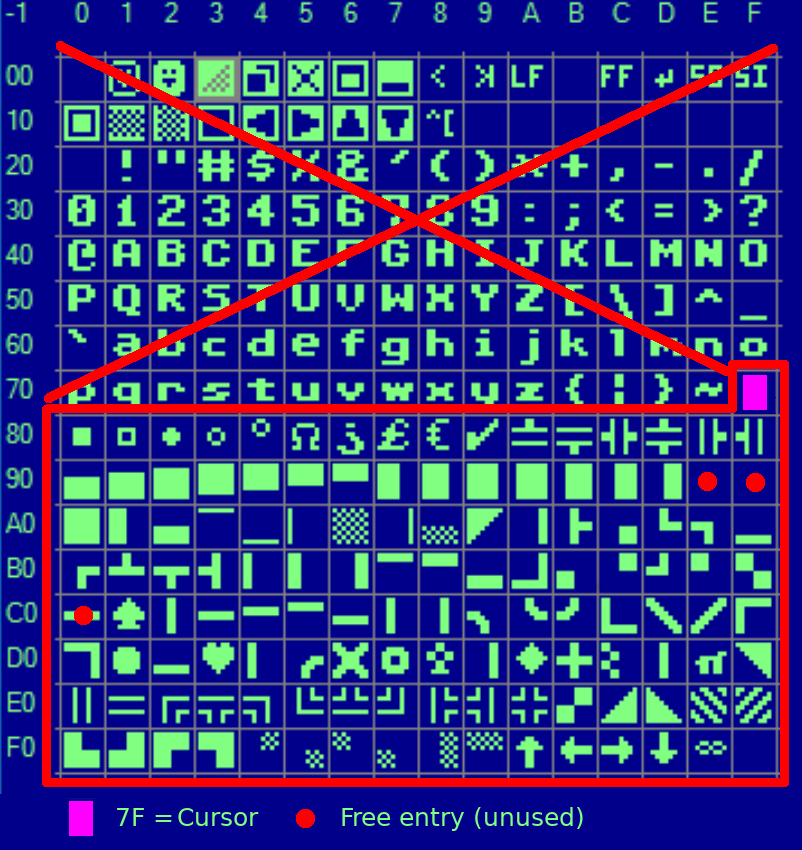 -1 0 1 2 3 4 5 6 7 8 9 A B C D E F
00 LF FF SO SI
10 ^[
20 ! " # $ % & ´ ( ) * + , - . /
30 0 1 2 3 4 5 6 7 8 9 : ; < = > ?
40 @ A B C D E F G H I J K L M N O
50 P Q R S T U V W X Y Z [ \ ] ^ _
60 ` a b c d e f g h i j k l m n o
70 p q r s t u v w x y z { ¦ } ~
80 Ω ¿ £ € ✔
90
A0
B0
C0 ♠
D0 ♥ π
E0
F0 ↑ ← → ↓ ∞
7F = Cursor Free entry (unused)